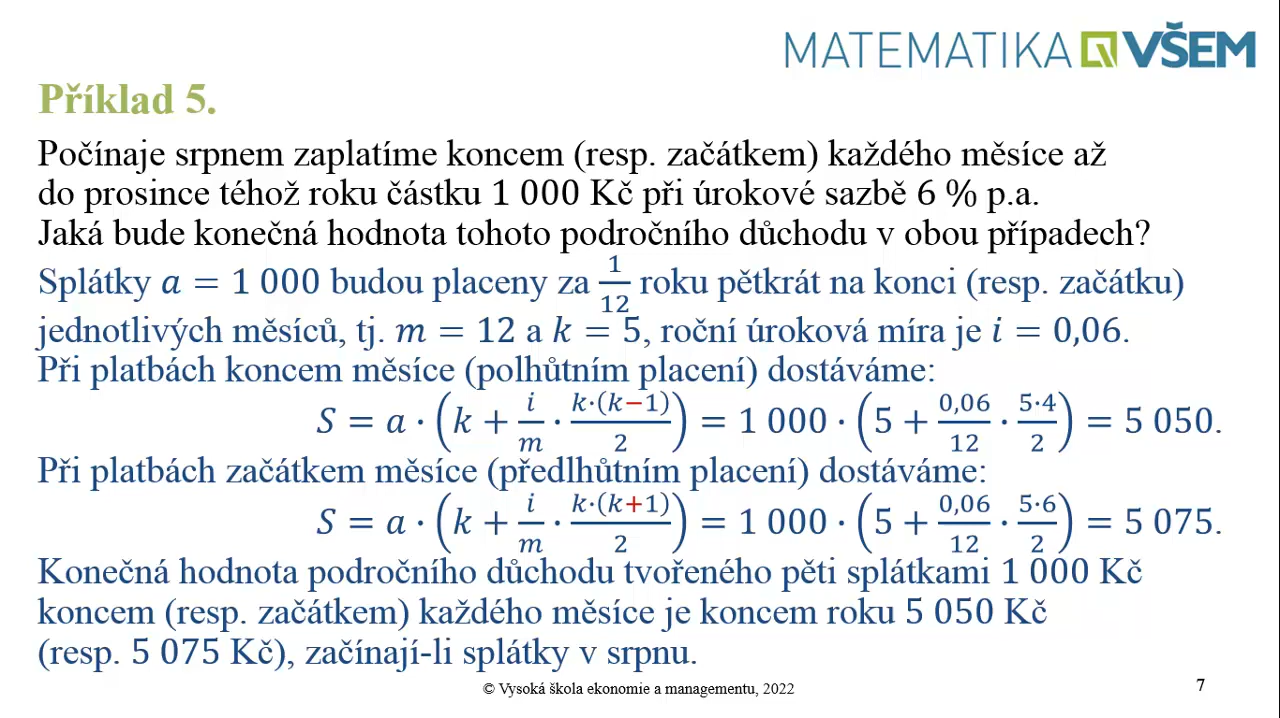 MATEMATIKA VŠEM
Příklad 5.
Počínaje srpnem zaplatíme koncem (resp. začátkem) každého měsíce až
do prosince téhož roku částku 1 000 Kč při úrokové sazbě 6 % p.a.
Jaká bude konečná hodnota tohoto područního důchodu v obou případech?
Splátky a = 1 000 budou placeny za 1/12 roku pětkrát na konci (resp. začátku)
jednotlivých měsíců, tj. m = 12 a k = 5, roční úroková míra je i = 0,06.
Při platbách koncem měsíce (polhůtním placení) dostáváme:
S = a · (k + i/m · k·(k−1)/2) = 1 000 · (5 + 0,06/12 · 5·4/2) = 5 050.
Při platbách začátkem měsíce (předlhůtním placení) dostáváme:
S = a · (k + i/m · k·(k+1)/2) = 1 000 · (5 + 0,06/12 · 5·6/2) = 5 075.
Konečná hodnota područního důchodu tvořeného pěti splátkami 1 000 Kč
koncem (resp. začátkem) každého měsíce je koncem roku 5 050 Kč
(resp. 5 075 Kč), začínají-li splátky v srpnu.
© Vysoká škola ekonomie a managementu, 2022
7